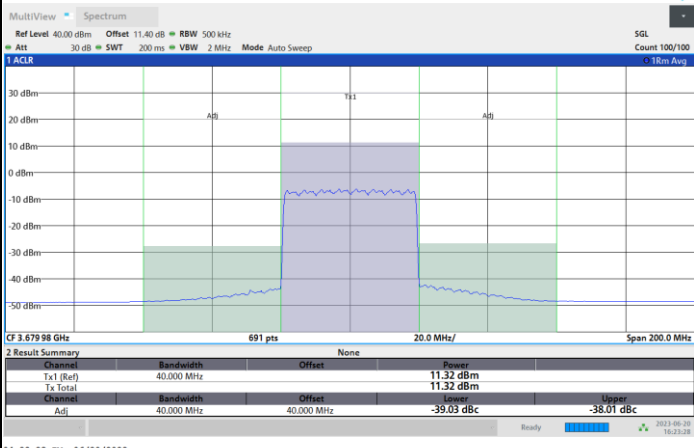 MultiView Spectrum
Ref Level 40.00 dBm Offset 11.40 dB RBW 500 kHz SGL
Att 30 dB SWT 200 ms VBW 2 MHz Mode Auto Sweep Count 100/100
1 ACLR 1Rm Avg
30 dBm
Tx1
20 dBm Adj Adj
10 dBm
0 dBm
-10 dBm
-20 dBm
-30 dBm
-40 dBm
-50 dBm
CF 3.679 98 GHz 691 pts 20.0 MHz/ Span 200.0 MHz
2 Result Summary None
Channel Bandwidth Offset Power
Tx1 (Ref) 40.000 MHz 11.32 dBm
Tx Total 11.32 dBm
Channel Bandwidth Offset Lower Upper
Adj 40.000 MHz 40.000 MHz -39.03 dBc -38.01 dBc
Ready 2023-06-20
16:23:28